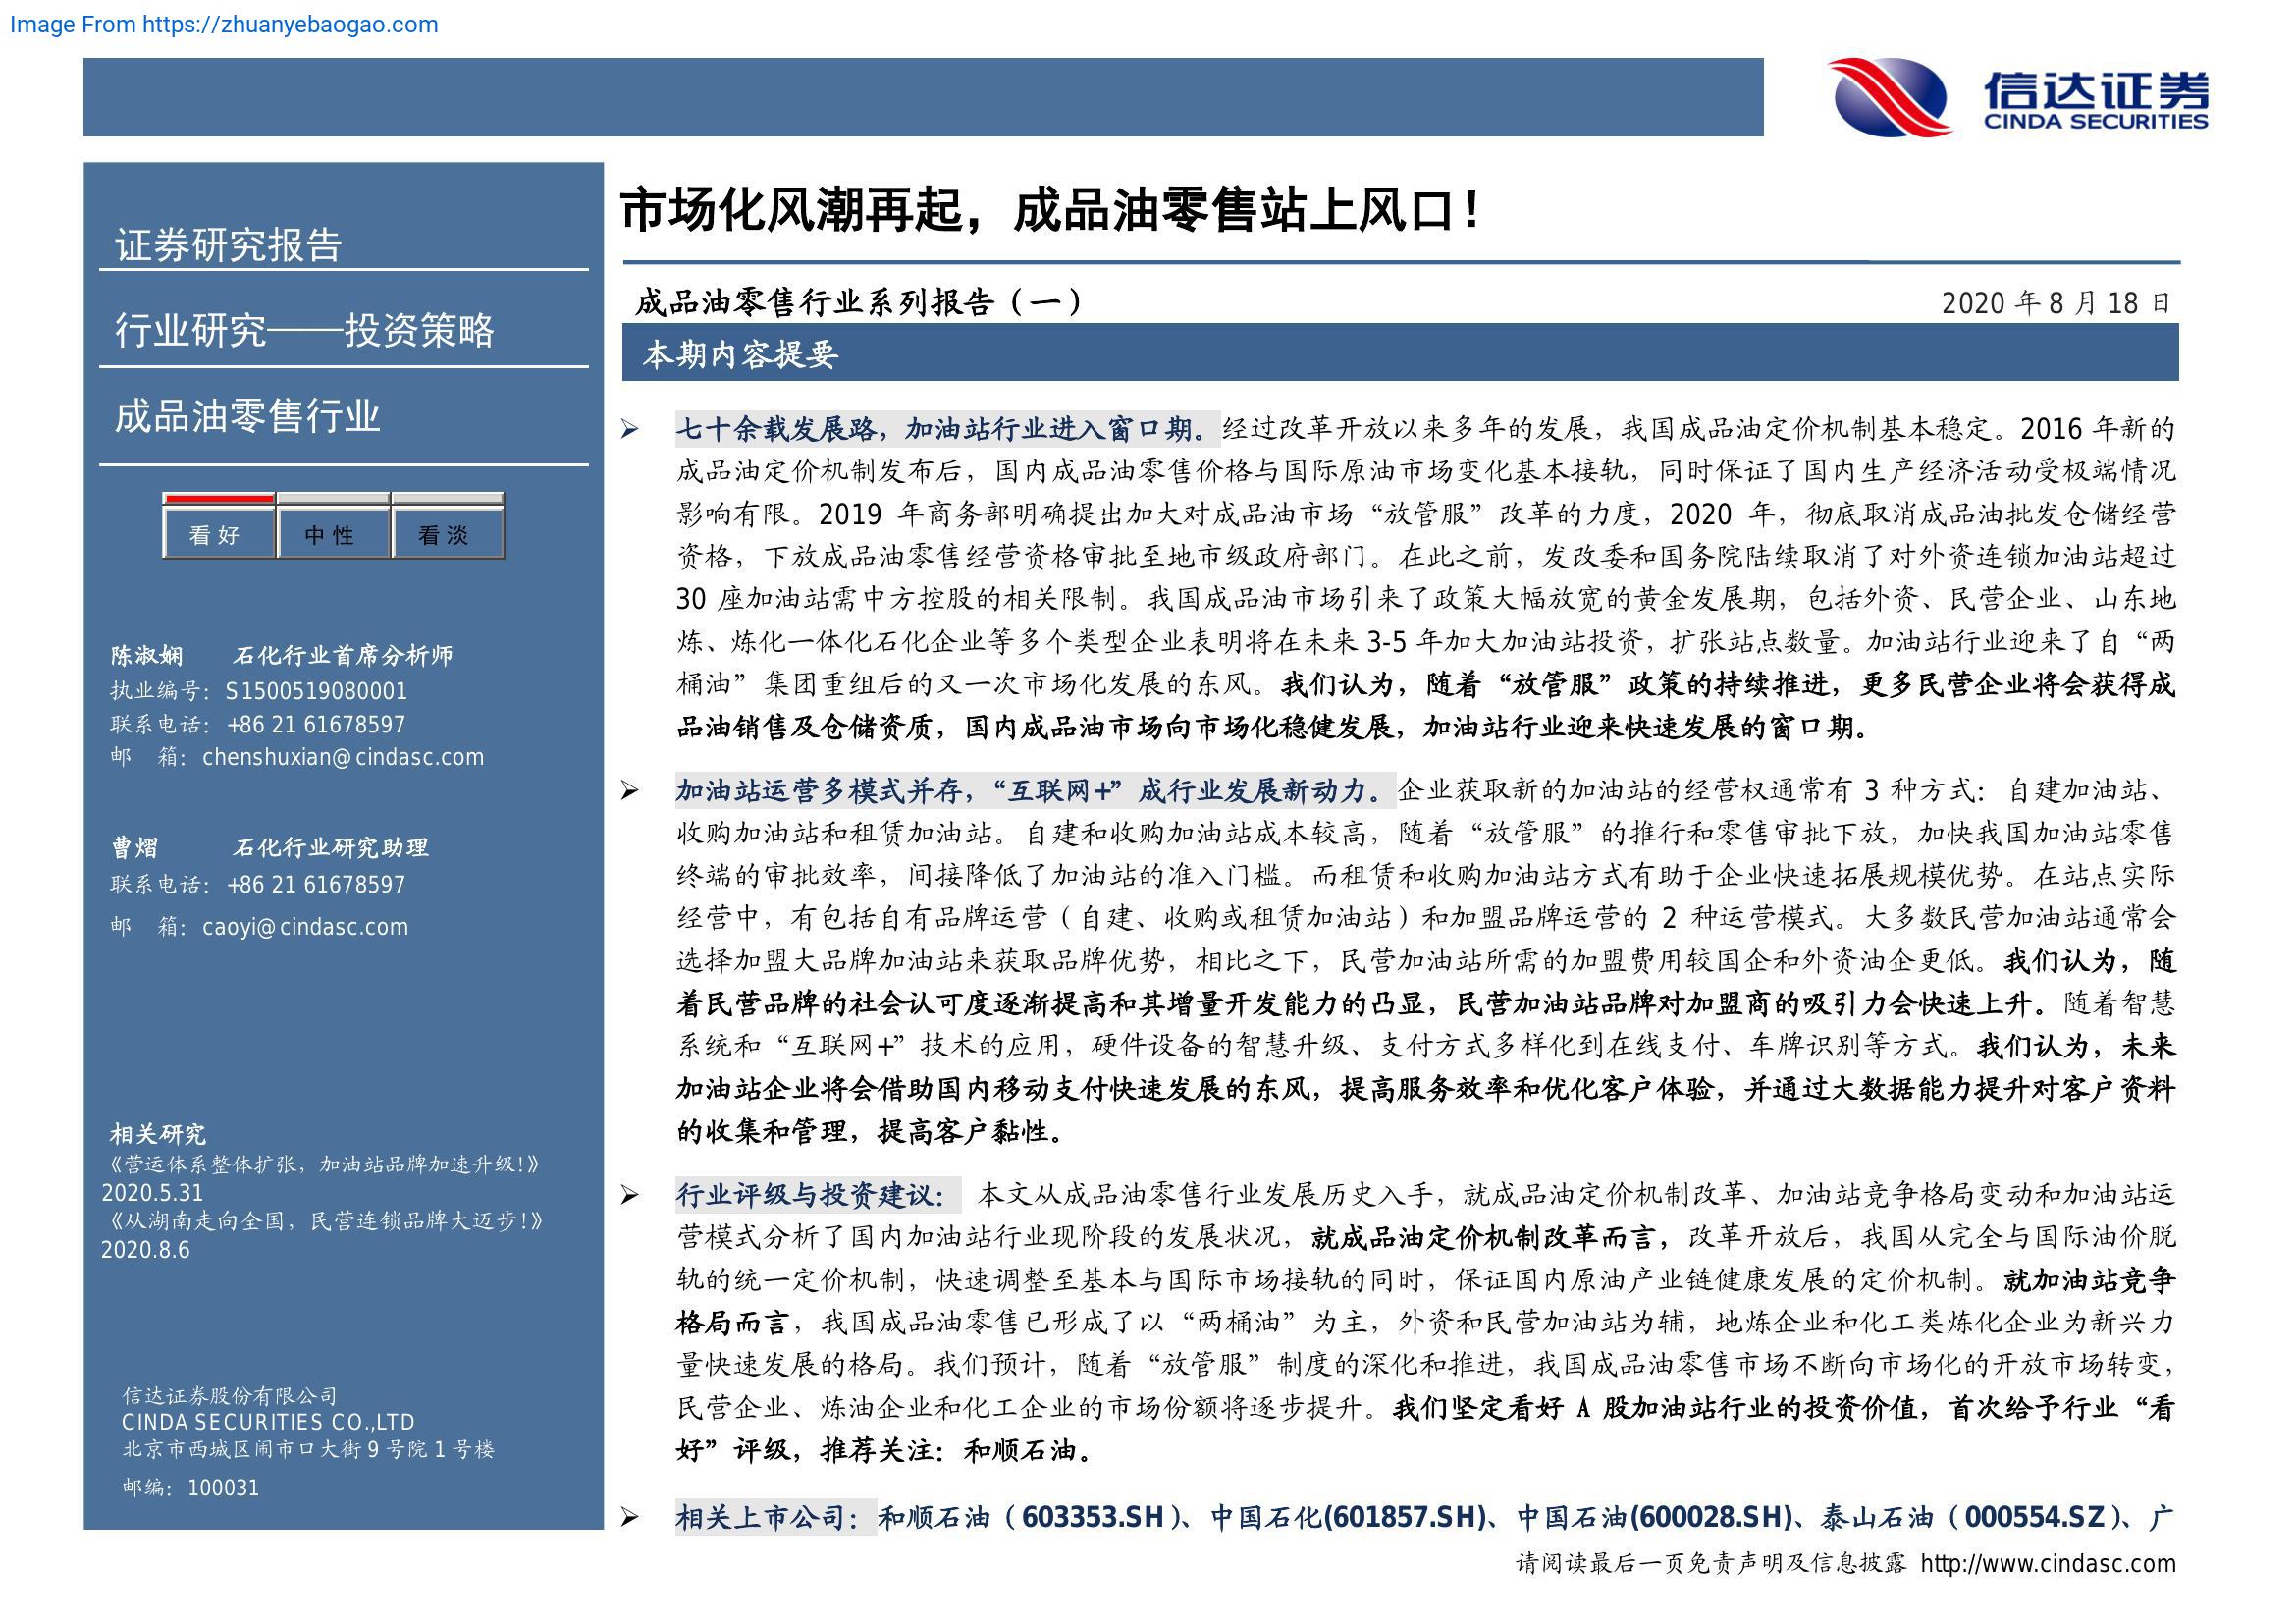 Image From https://zhuanyebaogao.com
信达证券
CINDA SECURITIES
证券研究报告
行业研究——投资策略
成品油零售行业
看好 中性 看淡
陈淑娴 石化行业首席分析师
执业编号：S1500519080001
联系电话：+86 21 61678597
邮 箱：chenshuxian@cindasc.com
曹熠 石化行业研究助理
联系电话：+86 21 61678597
邮 箱：caoyi@cindasc.com
相关研究
《营运体系整体扩张，加油站品牌加速升级！》
2020.5.31
《从湖南走向全国，民营连锁品牌大迈步！》
2020.8.6
信达证券股份有限公司
CINDA SECURITIES CO.,LTD
北京市西城区闹市口大街9号院1号楼
邮编：100031
市场化风潮再起，成品油零售站上风口！
成品油零售行业系列报告（一）
2020 年 8 月 18 日
本期内容提要
➢ 七十余载发展路，加油站行业进入窗口期。经过改革开放以来多年的发展，我国成品油定价机制基本稳定。2016 年新的
成品油定价机制发布后，国内成品油零售价格与国际原油市场变化基本接轨，同时保证了国内生产经济活动受极端情况
影响有限。2019 年商务部明确提出加大对成品油市场“放管服”改革的力度，2020 年，彻底取消成品油批发仓储经营
资格，下放成品油零售经营资格审批至地市级政府部门。在此之前，发改委和国务院陆续取消了对外资连锁加油站超过
30 座加油站需中方控股的相关限制。我国成品油市场引来了政策大幅放宽的黄金发展期，包括外资、民营企业、山东地
炼、炼化一体化石化企业等多个类型企业表明将在未来 3-5 年加大加油站投资，扩张站点数量。加油站行业迎来了自“两
桶油”集团重组后的又一次市场化发展的东风。我们认为，随着“放管服”政策的持续推进，更多民营企业将会获得成
品油销售及仓储资质，国内成品油市场向市场化稳健发展，加油站行业迎来快速发展的窗口期。
➢ 加油站运营多模式并存，“互联网+”成行业发展新动力。企业获取新的加油站的经营权通常有 3 种方式：自建加油站、
收购加油站和租赁加油站。自建和收购加油站成本较高，随着“放管服”的推行和零售审批下放，加快我国加油站零售
终端的审批效率，间接降低了加油站的准入门槛。而租赁和收购加油站方式有助于企业快速拓展规模优势。在站点实际
经营中，有包括自有品牌运营（自建、收购或租赁加油站）和加盟品牌运营的 2 种运营模式。大多数民营加油站通常会
选择加盟大品牌加油站来获取品牌优势，相比之下，民营加油站所需的加盟费用较国企和外资油企更低。我们认为，随
着民营品牌的社会认可度逐渐提高和其增量开发能力的凸显，民营加油站品牌对加盟商的吸引力会快速上升。随着智慧
系统和“互联网+”技术的应用，硬件设备的智慧升级、支付方式多样化到在线支付、车牌识别等方式。我们认为，未来
加油站企业将会借助国内移动支付快速发展的东风，提高服务效率和优化客户体验，并通过大数据能力提升对客户资料
的收集和管理，提高客户黏性。
➢ 行业评级与投资建议： 本文从成品油零售行业发展历史入手，就成品油定价机制改革、加油站竞争格局变动和加油站运
营模式分析了国内加油站行业现阶段的发展状况，就成品油定价机制改革而言，改革开放后，我国从完全与国际油价脱
轨的统一定价机制，快速调整至基本与国际市场接轨的同时，保证国内原油产业链健康发展的定价机制。就加油站竞争
格局而言，我国成品油零售已形成了以“两桶油”为主，外资和民营加油站为辅，地炼企业和化工类炼化企业为新兴力
量快速发展的格局。我们预计，随着“放管服”制度的深化和推进，我国成品油零售市场不断向市场化的开放市场转变，
民营企业、炼油企业和化工企业的市场份额将逐步提升。我们坚定看好 A 股加油站行业的投资价值，首次给予行业“看
好”评级，推荐关注：和顺石油。
➢ 相关上市公司：和顺石油（603353.SH）、中国石化(601857.SH)、中国石油(600028.SH)、泰山石油（000554.SZ）、广
请阅读最后一页免责声明及信息披露 http://www.cindasc.com